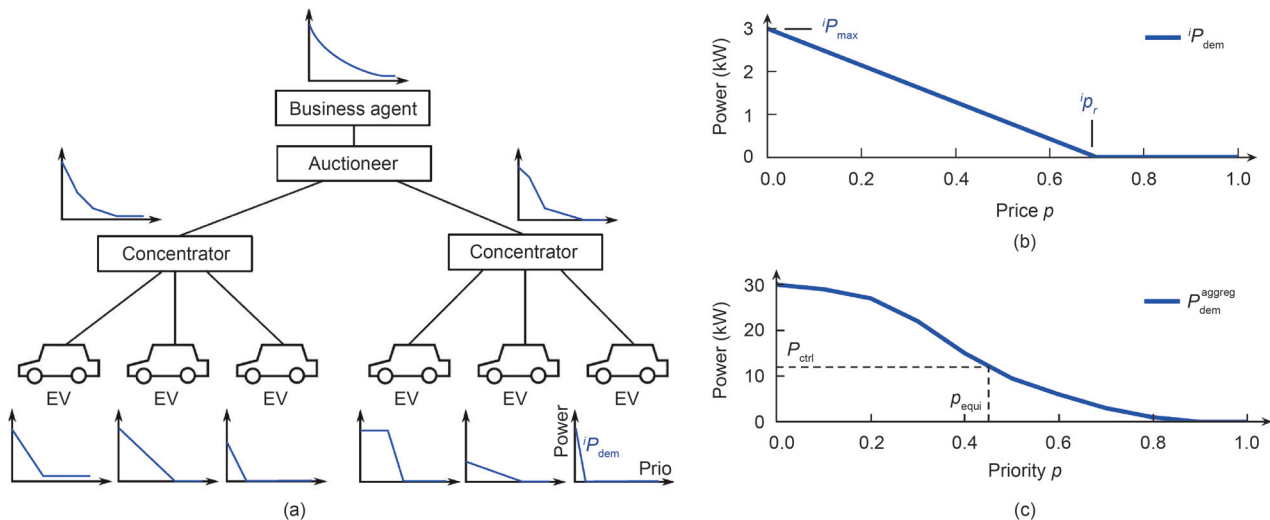 Business agent
Auctioneer
Concentrator
Concentrator
EV
EV
EV
EV
EV
EV
Power
iPdem
Prio
(a)
3
2
1
0
Power (kW)
iPmax
iPdem
ipr
0.0
0.2
0.4
0.6
0.8
1.0
Price p
(b)
30
20
10
0
Power (kW)
Pctrl
pequi
Paggreg dem
0.0
0.2
0.4
0.6
0.8
1.0
Priority p
(c)